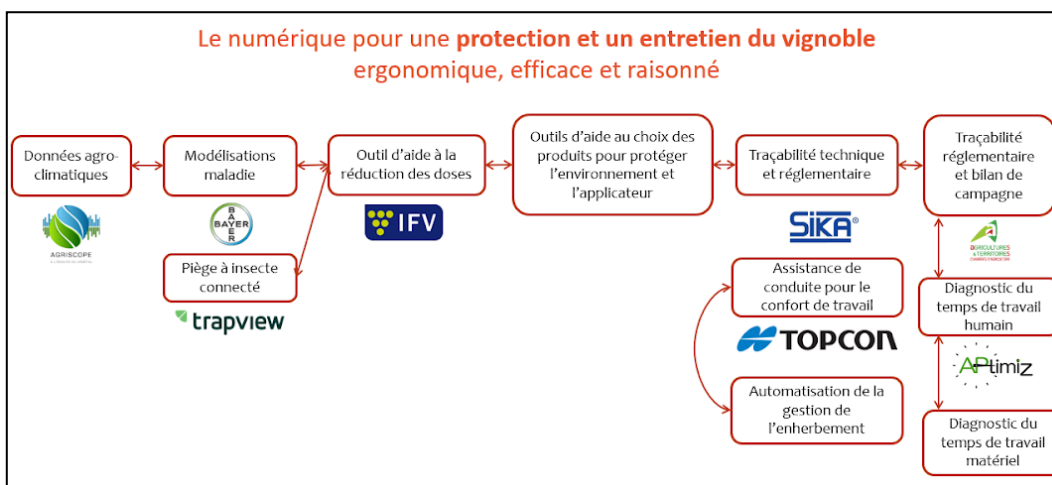 Le numérique pour une protection et un entretien du vignoble
ergonomique, efficace et raisonné
Données agro-
climatiques
AGRISCOPE
Modélisations
maladie
BAYER
BAYER
Piège à insecte
connecté
trapview
Outil d'aide à la
réduction des doses
IFV
Outils d'aide au choix des
produits pour protéger
l'environnement et
l'applicateur
Traçabilité technique
et réglementaire
SIKA®
Assistance de
conduite pour le
confort de travail
TOPCON
Automatisation de la
gestion de
l'enherbement
Traçabilité
réglementaire
et bilan de
campagne
AGRICULTURES
& TERRITOIRES
Diagnostic du
temps de travail
humain
APtimiz
Diagnostic du
temps de travail
matériel